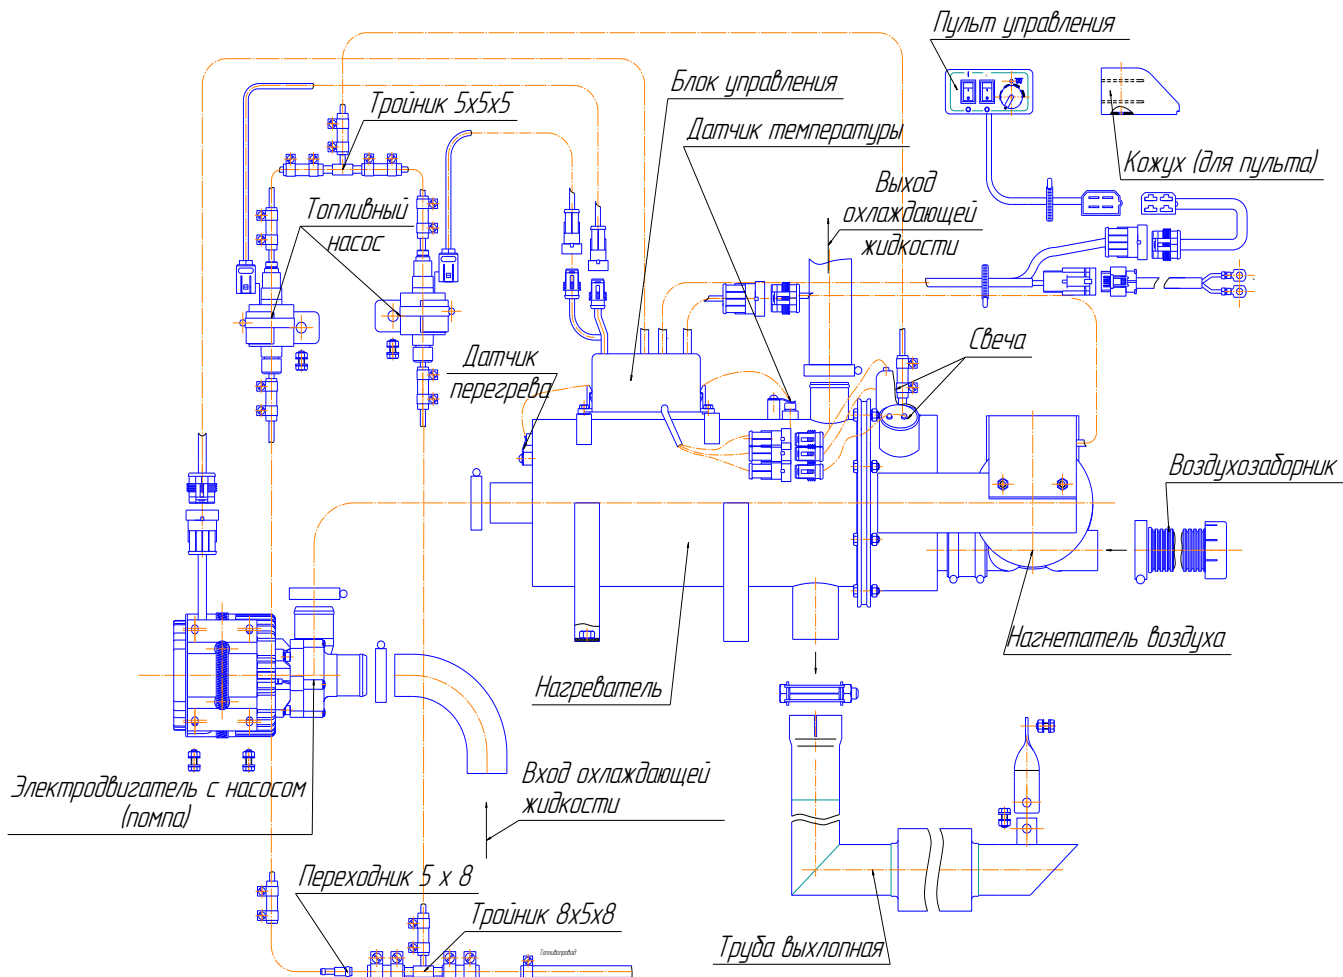 Пульт управления
Блок управления
Тройник 5х5х5
Датчик температуры
Кожух (для пульта)
Выход
охлаждающей
жидкости
Топливный
насос
Датчик
перегрева
Свеча
Воздухозаборник
Нагнетатель воздуха
Нагреватель
Электродвигатель с насосом
(помпа)
Вход охлаждающей
жидкости
Переходник 5 х 8
Тройник 8х5х8
Труба выхлопная
Топливопровод